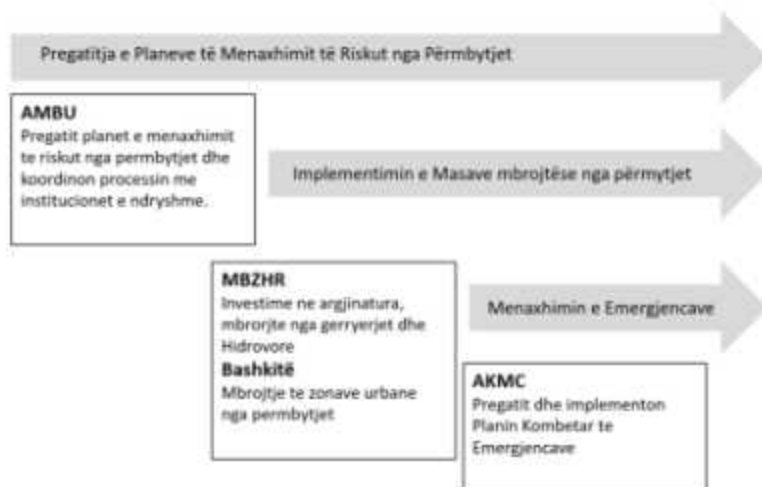 Pregatitja e Planeve të Menaxhimit të Riskut nga Përmbytjet
AMBU
Pregatit planet e menaxhimit
te riskut nga permbytjet dhe
koordinon processin me
institucionet e ndryshme.
Implementimin e Masave mbrojtëse nga përmytjet
MBZHR
Investime ne argjinatura,
mbrorjte nga gerryerjet dhe
Hidrovore
Bashkitë
Mbrojtje te zonave urbane
nga permbytjet
Menaxhimin e Emergjencave
AKMC
Pregatit dhe implementon
Planin Kombetar te
Emergjencave